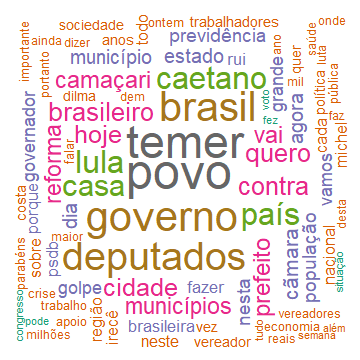 sociedade ontem trabalhadores onde
importante ainda dizer anos todo previdência ano mil quer saúde
município estado rui
portanto dilma dem camaçari caetano grande agora política luta pública
governador brasileiro brasil voto fez cada faz michel
falar hoje temer vai
porque reforma lula povo quero vamos
casa contra
costa dia governo país desta
sobre maior deputados prefeito câmara população nacional situação
parabéns psdb golpe cidade fazer nesta
congresso crise trabalho região municípios vereadores
pode apoio irecê brasileira vez tudo economia além
milhões neste vereador reais semana